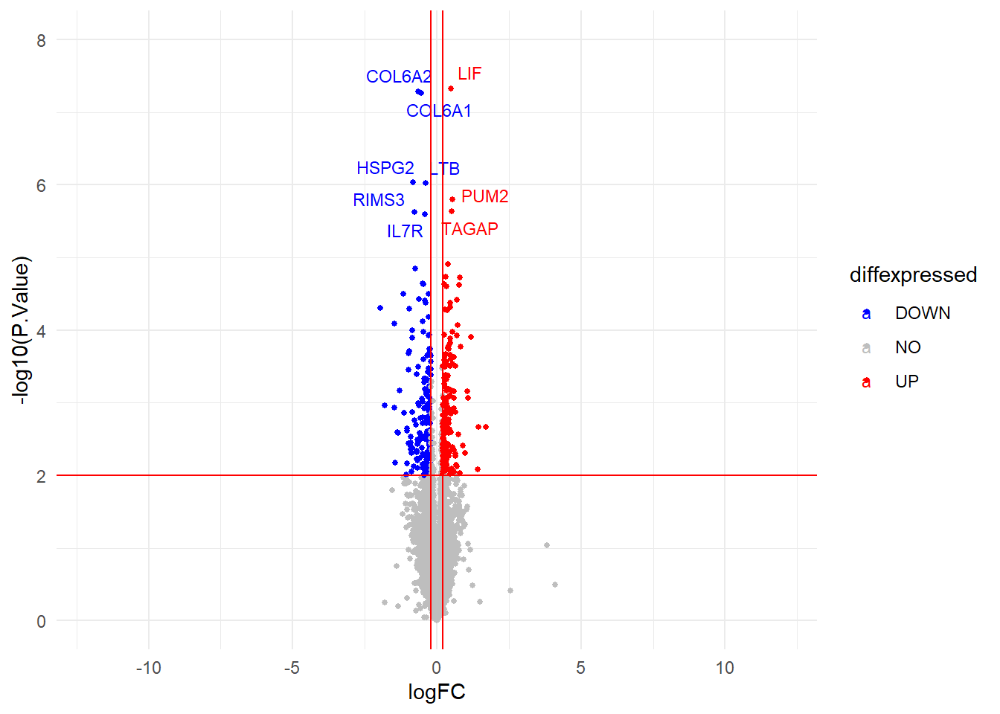 8
COL6A2
LIF
COL6A1
HSPG2
LTB
6
PUM2
RIMS3
IL7R
TAGAP
-log10(P.Value)
diffexpressed
a DOWN
a NO
a UP
4
2
0
-10 -5 0 5 10
logFC